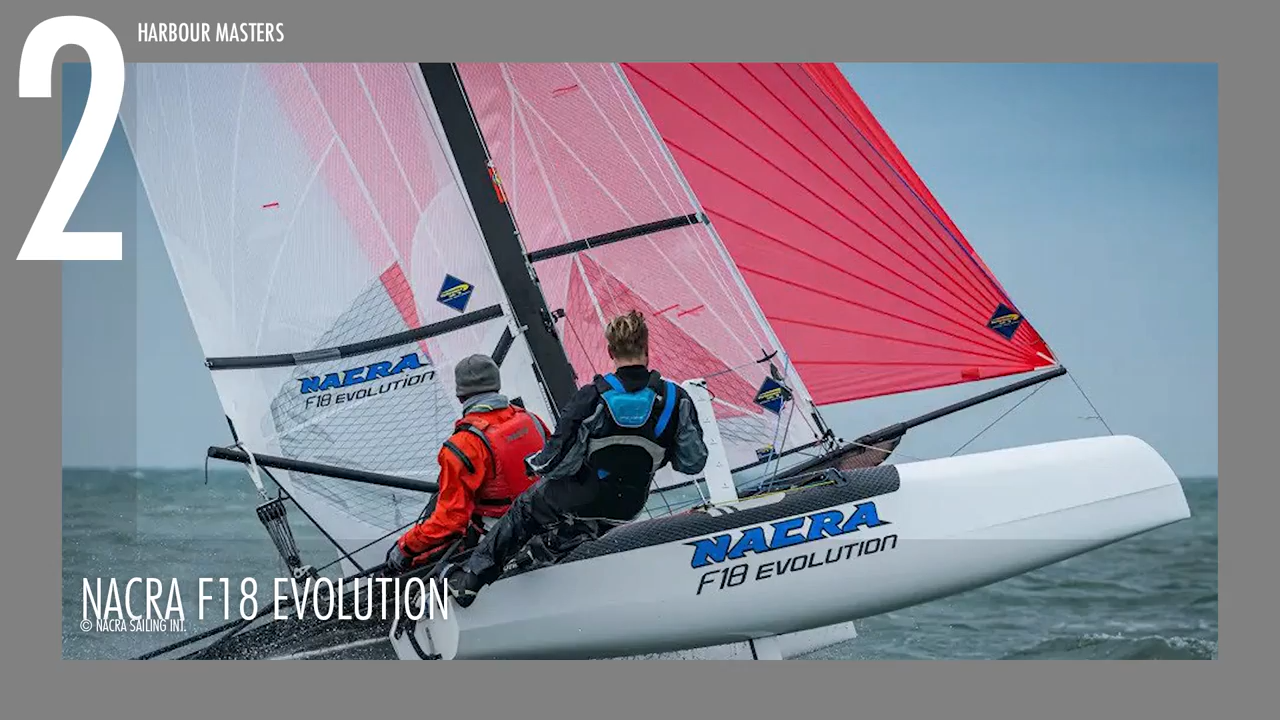 2
HARBOUR MASTERS
NACRA
F18 EVOLUTION
NACRA
F18 EVOLUTION
NACRA F18 EVOLUTION
© NACRA SAILING INT.